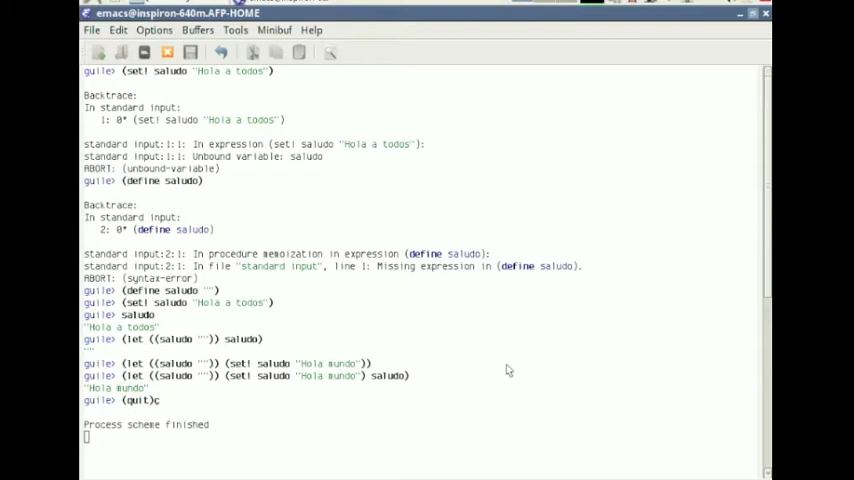 emacs@inspiron-640m.AFP-HOME
File Edit Options Buffers Tools Minibuf Help
guile> (set! saludo "Hola a todos")
Backtrace:
In standard input:
1: 0* (set! saludo "Hola a todos")
standard input:1:1: In expression (set! saludo "Hola a todos"):
standard input:1:1: Unbound variable: saludo
ABORT: (unbound-variable)
guile> (define saludo)
Backtrace:
In standard input:
2: 0* (define saludo)
standard input:2:1: In procedure memoization in expression (define saludo):
standard input:2:1: In file "standard input", line 1: Missing expression in (define saludo).
ABORT: (syntax-error)
guile> (define saludo "")
guile> (set! saludo "Hola a todos")
guile> saludo
"Hola a todos"
guile> (let ((saludo "")) saludo)
""
guile> (let ((saludo "")) (set! saludo "Hola mundo"))
guile> (let ((saludo "")) (set! saludo "Hola mundo") saludo)
"Hola mundo"
guile> (quit)ç
Process scheme finished